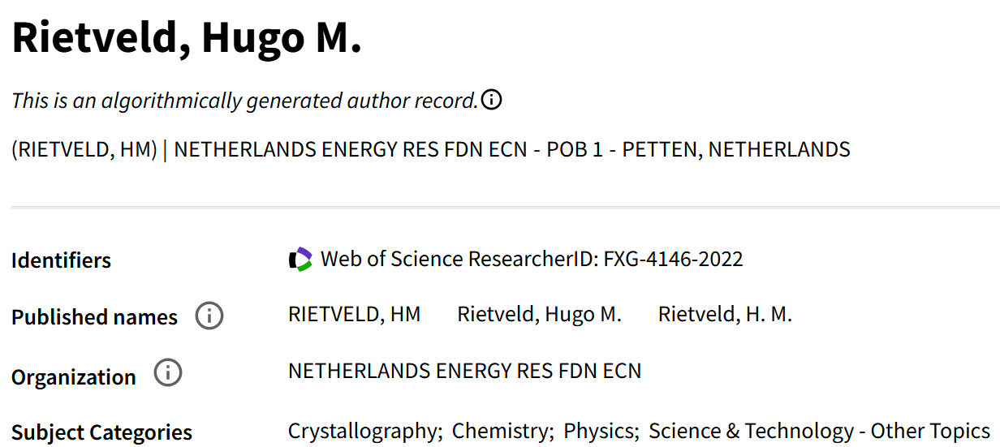 Rietveld, Hugo M.
This is an algorithmically generated author record.
(RIETVELD, HM) | NETHERLANDS ENERGY RES FDN ECN - POB 1 - PETTEN, NETHERLANDS
Identifiers Web of Science ResearcherID: FXG-4146-2022
Published names RIETVELD, HM Rietveld, Hugo M. Rietveld, H. M.
Organization NETHERLANDS ENERGY RES FDN ECN
Subject Categories Crystallography; Chemistry; Physics; Science & Technology - Other Topics